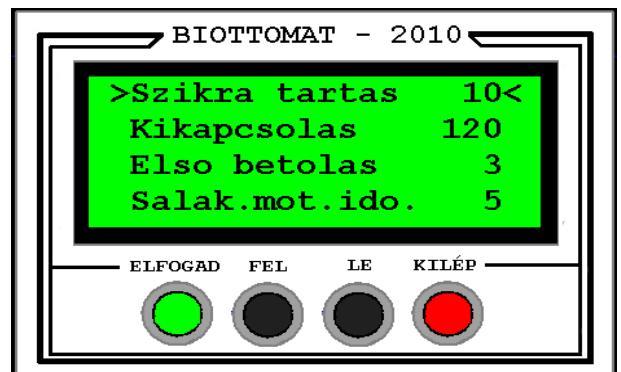 BIOTTOMAT - 2010
>Szikra tartas 10<
Kikapcsolas 120
Elso betolas 3
Salak.mot.ido. 5
ELFOGAD FEL LE KILÉP